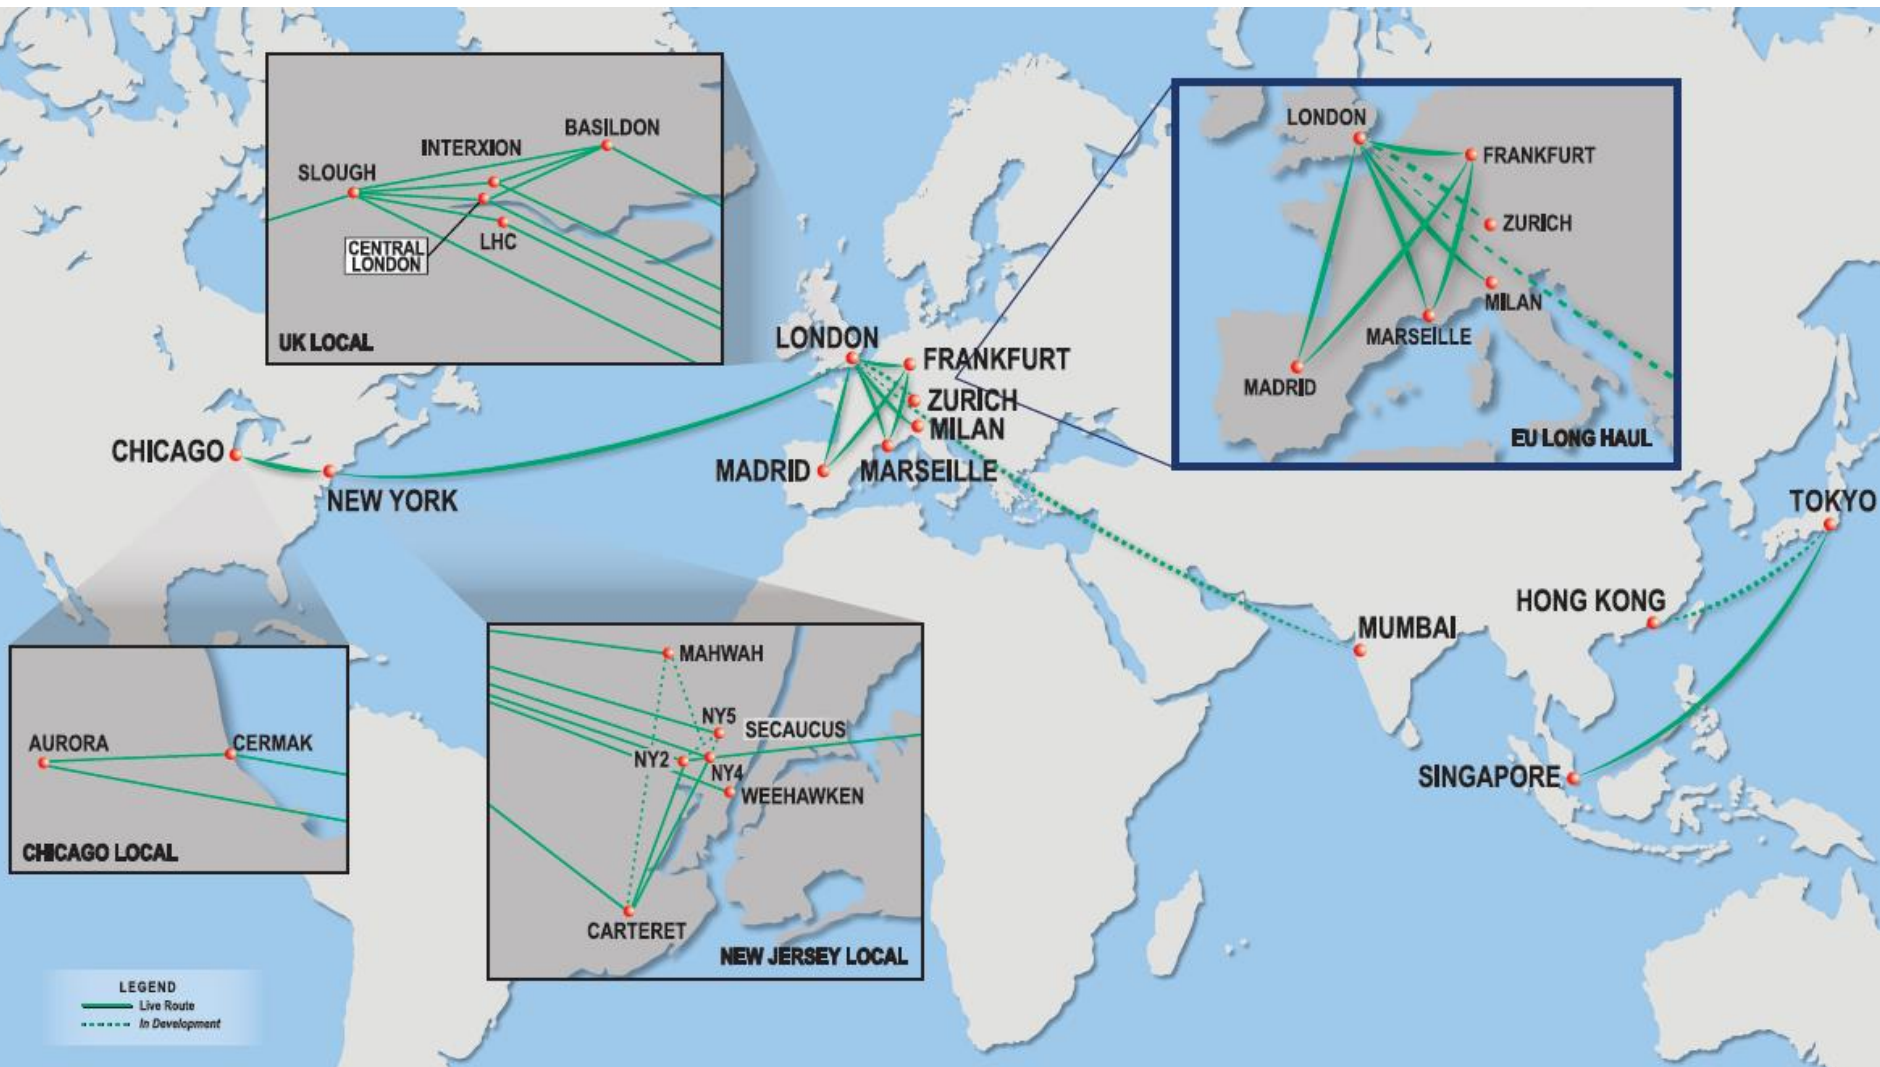 BASILDON
INTERXION
SLOUGH
CENTRAL
LONDON
LHC
UK LOCAL
LONDON
FRANKFURT
ZURICH
MILAN
MARSEILLE
MADRID
EU LONG HAUL
LONDON
FRANKFURT
ZURICH
MILAN
MADRID
MARSEILLE
CHICAGO
NEW YORK
TOKYO
HONG KONG
MUMBAI
SINGAPORE
AURORA
CERMAK
CHICAGO LOCAL
MAHWAH
NY5
SECAUCUS
NY2
NY4
WEEHAWKEN
CARTERET
NEW JERSEY LOCAL
LEGEND
Live Route
In Development